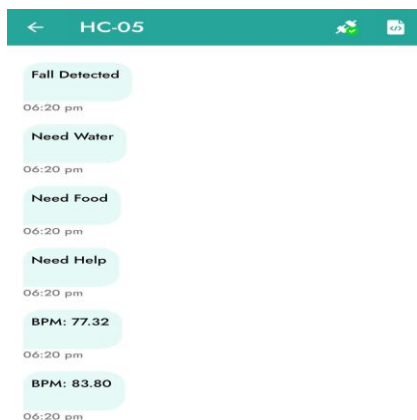 HC-05
Fall Detected
06:20 pm
Need Water
06:20 pm
Need Food
06:20 pm
Need Help
06:20 pm
BPM: 77.32
06:20 pm
BPM: 83.80
06:20 pm